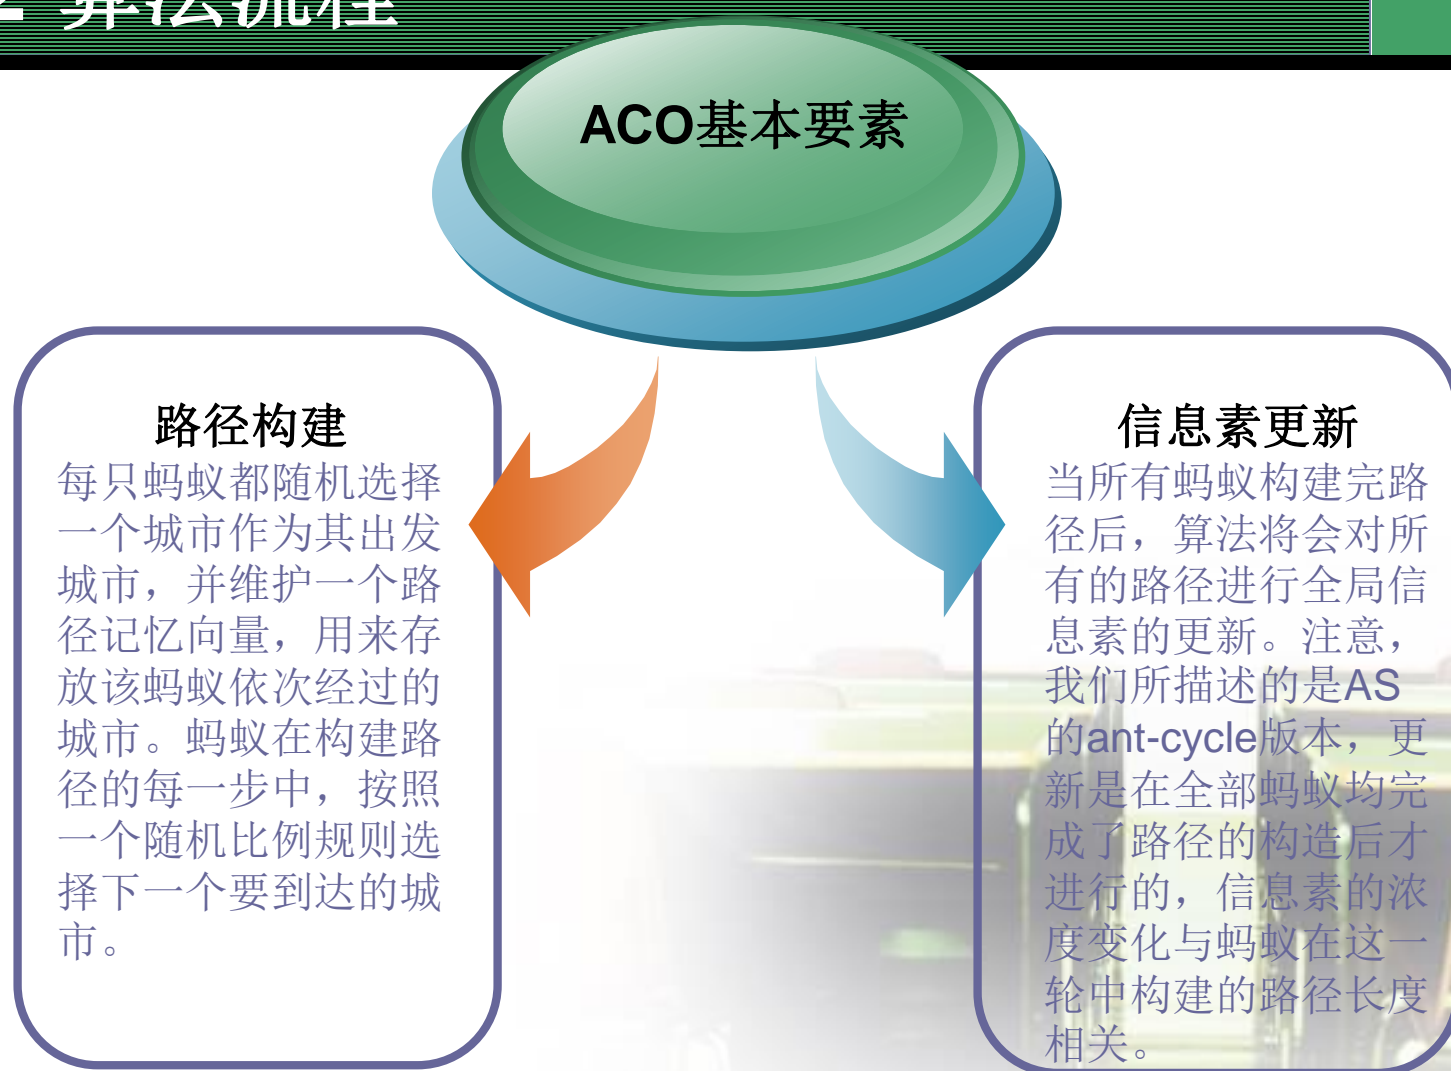 2 算法流程
ACO基本要素
路径构建
每只蚂蚁都随机选择
一个城市作为其出发
城市，并维护一个路
径记忆向量，用来存
放该蚂蚁依次经过的
城市。蚂蚁在构建路
径的每一步中，按照
一个随机比例规则选
择下一个要到达的城
市。
信息素更新
当所有蚂蚁构建完路
径后，算法将会对所
有的路径进行全局信
息素的更新。注意，
我们所描述的是AS
的ant-cycle版本，更
新是在全部蚂蚁均完
成了路径的构造后才
进行的，信息素的浓
度变化与蚂蚁在这一
轮中构建的路径长度
相关。